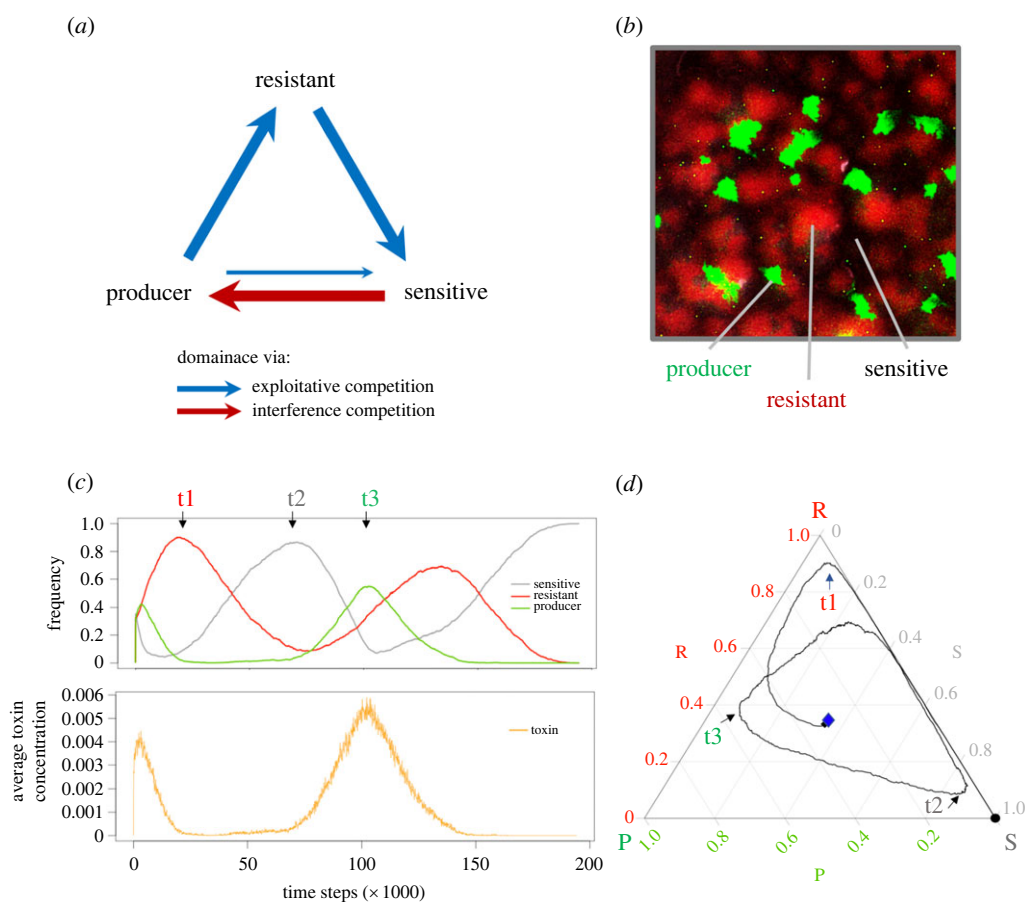 (a)
resistant
producer
sensitive
domainace via:
exploitative competition
interference competition
(b)
producer
resistant
sensitive
(c)
t1
t2
t3
1.0
0.8
0.6
0.4
0.2
0
frequency
sensitive
resistant
producer
0.006
0.005
0.004
0.003
0.002
0.001
0
average toxin
concentration
toxin
0
50
100
150
200
time steps (×1000)
(d)
R
1.0
0
0.8
0.2
t1
0.6
0.4
R
S
0.4
0.6
t3
0.2
0.8
t2
0
1.0
P
S
1.0
0.8
0.6
0.4
0.2
P